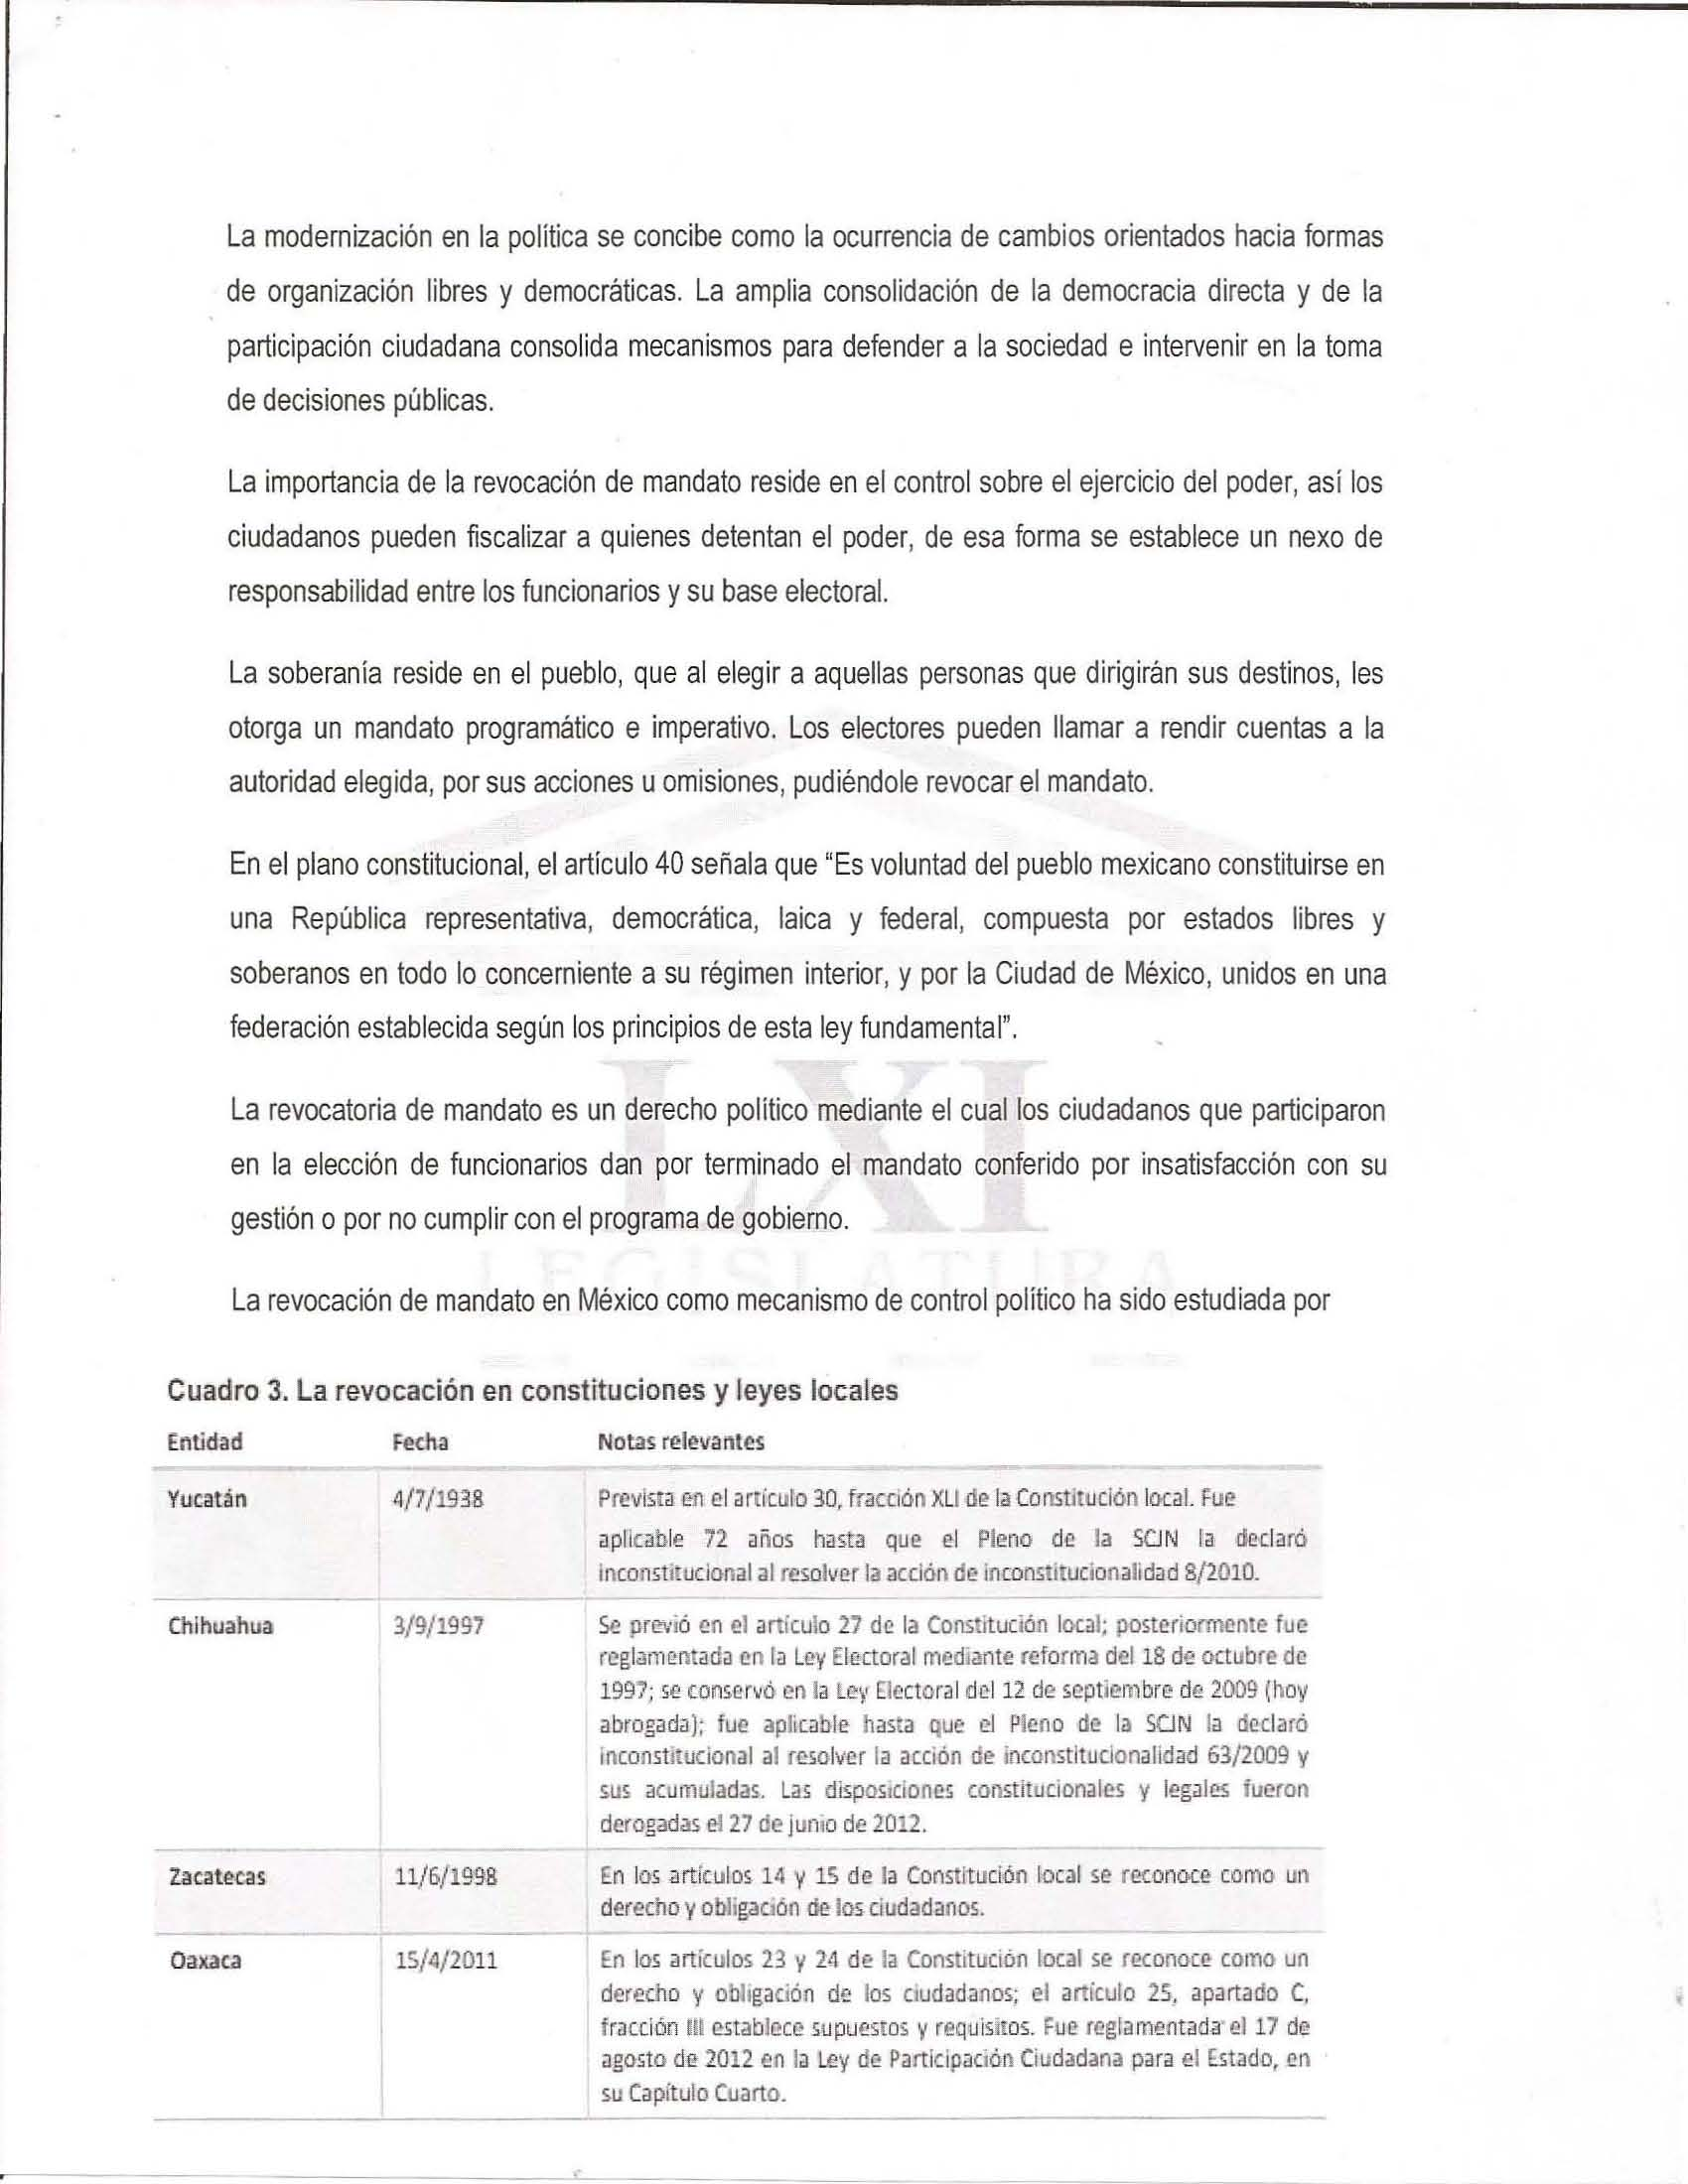 La modernización en la política se concibe como la ocurrencia de cambios orientados hacia formas
de organización libres y democráticas. La amplia consolidación de la democracia directa y de la
participación ciudadana consolida mecanismos para defender a la sociedad e intervenir en la toma
de decisiones públicas.
La importancia de la revocación de mandato reside en el control sobre el ejercicio del poder, así los
ciudadanos pueden fiscalizar a quienes detentan el poder, de esa forma se establece un nexo de
responsabilidad entre los funcionarios y su base electoral.
La soberanía reside en el pueblo, que al elegir a aquellas personas que dirigirán sus destinos, les
otorga un mandato programático e imperativo. Los electores pueden llamar a rendir cuentas a la
autoridad elegida, por sus acciones u omisiones, pudiéndole revocar el mandato.
En el plano constitucional, el artículo 40 señala que “Es voluntad del pueblo mexicano constituirse en
una República representativa, democrática, laica y federal, compuesta por estados libres y
soberanos en todo lo concerniente a su régimen interior, y por la Ciudad de México, unidos en una
federación establecida según los principios de esta ley fundamental”.
LXI
La revocatoria de mandato es un derecho político mediante el cual los ciudadanos que participaron
en la elección de funcionarios dan por terminado el mandato conferido por insatisfacción con su
gestión o por no cumplir con el programa de gobierno.
LEGISLATURA
La revocación de mandato en México como mecanismo de control político ha sido estudiada por
Cuadro 3. La revocación en constituciones y leyes locales
Entidad Fecha Notas relevantes
Yucatán 4/7/1938 Prevista en el artículo 30, fracción XLI de la Constitución local. Fue
aplicable 72 años hasta que el Pleno de la SCJN la declaró
inconstitucional al resolver la acción de inconstitucionalidad 8/2010.
Chihuahua 3/9/1997 Se previó en el artículo 27 de la Constitución local; posteriormente fue
reglamentada en la Ley Electoral mediante reforma del 18 de octubre de
1997; se conservó en la Ley Electoral del 12 de septiembre de 2009 (hoy
abrogada); fue aplicable hasta que el Pleno de la SCJN la declaró
inconstitucional al resolver la acción de inconstitucionalidad 63/2009 y
sus acumuladas. Las disposiciones constitucionales y legales fueron
derogadas el 27 de junio de 2012.
Zacatecas 11/6/1998 En los artículos 14 y 15 de la Constitución local se reconoce como un
derecho y obligación de los ciudadanos.
Oaxaca 15/4/2011 En los artículos 23 y 24 de la Constitución local se reconoce como un
derecho y obligación de los ciudadanos; el artículo 25, apartado C,
fracción III establece supuestos y requisitos. Fue reglamentada el 17 de
agosto de 2012 en la Ley de Participación Ciudadana para el Estado, en
su Capítulo Cuarto.